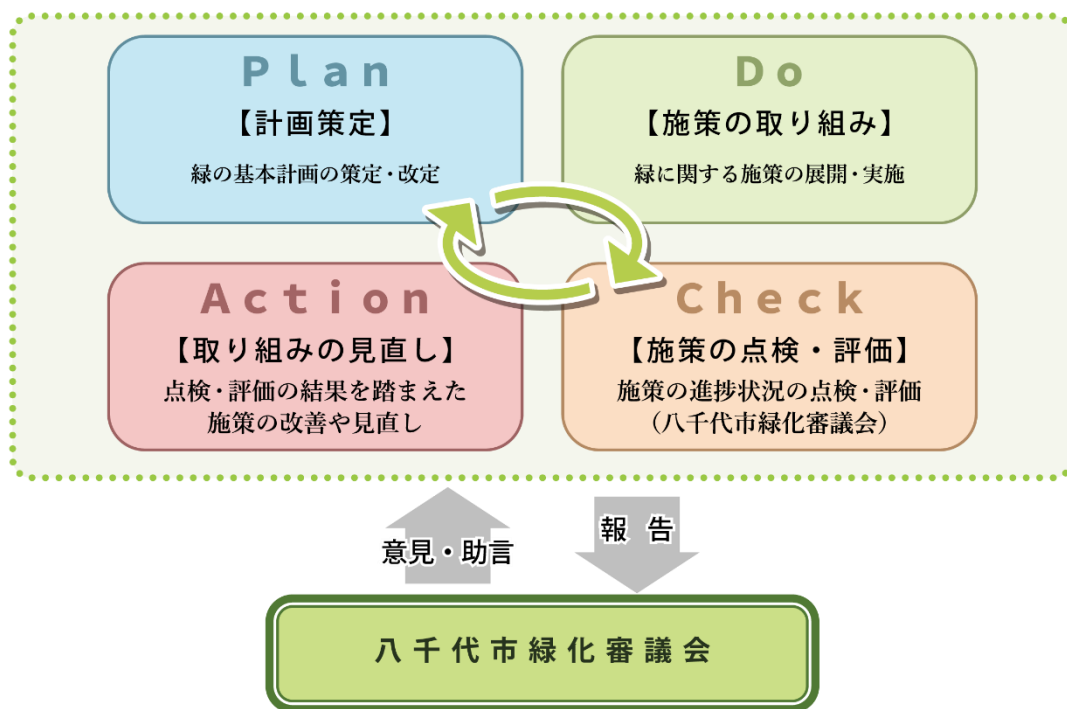 Plan
【計画策定】
緑の基本計画の策定・改定
Do
【施策の取り組み】
緑に関する施策の展開・実施
Action
【取り組みの見直し】
点検・評価の結果を踏まえた
施策の改善や見直し
Check
【施策の点検・評価】
施策の進捗状況の点検・評価
（八千代市緑化審議会）
意見・助言
報 告
八千代市緑化審議会